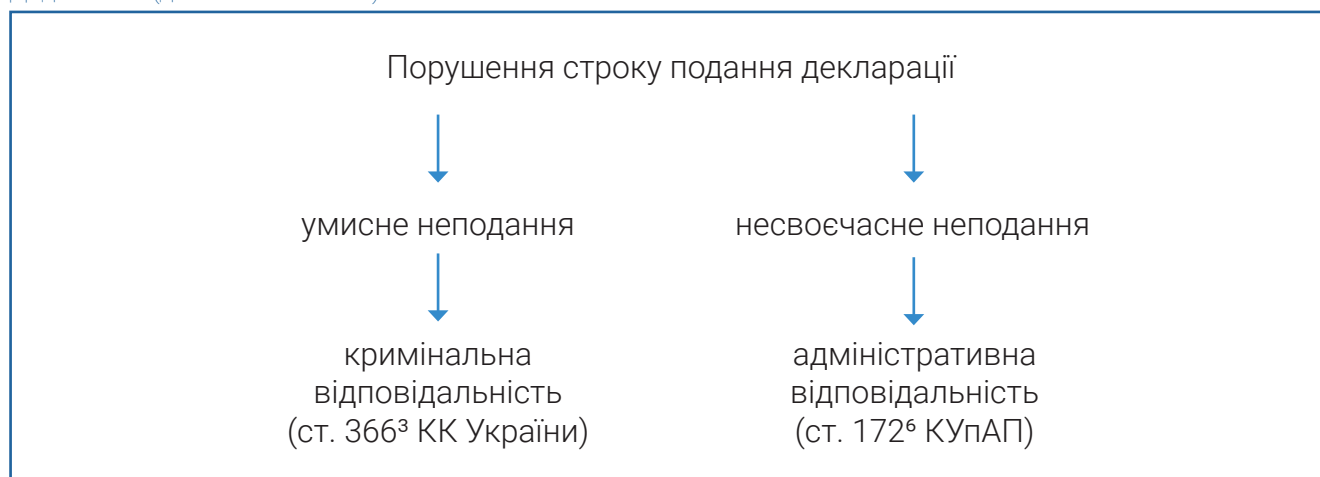 Порушення строку подання декларації
умисне неподання
несвоєчасне неподання
кримінальна
відповідальність
(ст. 366³ КК України)
адміністративна
відповідальність
(ст. 172⁶ КУпАП)